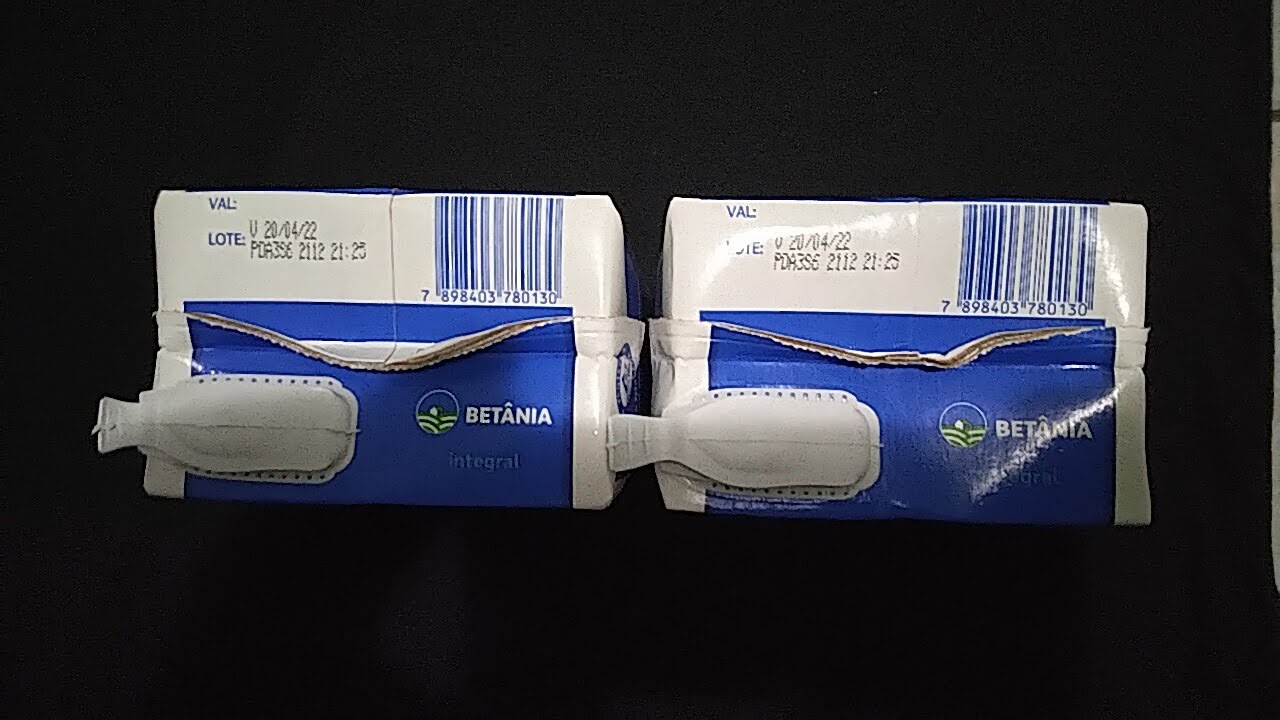 VAL:
LOTE: V 20/04/22
PDA3S6 2112 21:25
7 898403 780130
BETÂNIA
integral
VAL:
LOTE: V 20/04/22
PDA3S6 2112 21:25
7 898403 780130
BETÂNIA